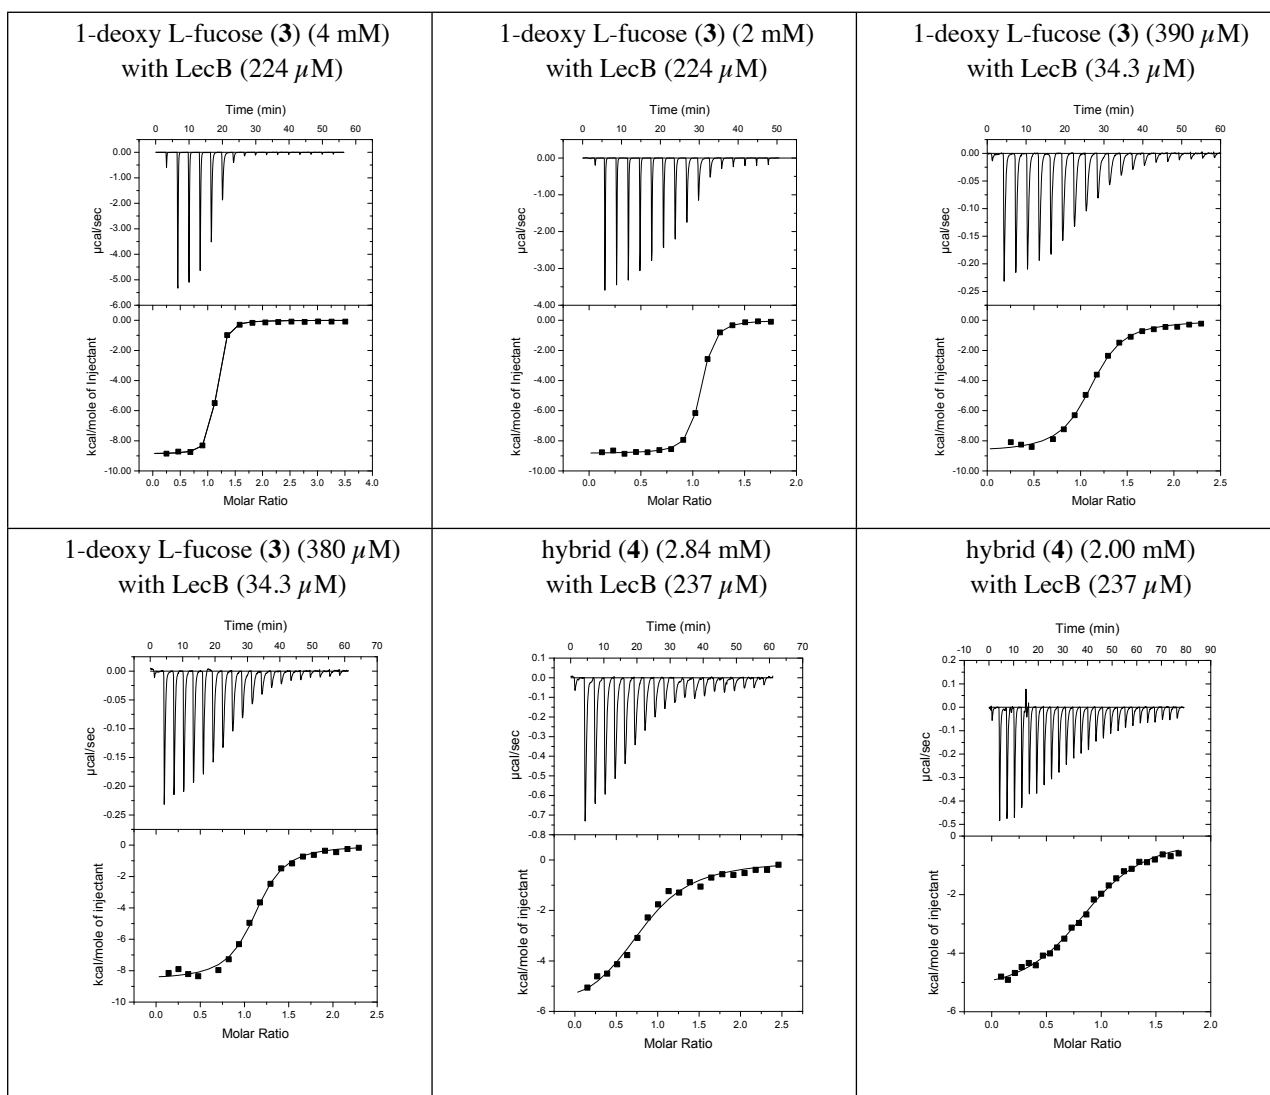 1-deoxy L-fucose (3) (4 mM)
with LecB (224 µM)
Time (min)
0 10 20 30 40 50 60
0.00
-1.00
-2.00
-3.00
-4.00
-5.00
-6.00
µcal/sec
0.00
-2.00
-4.00
-6.00
-8.00
-10.00
kcal/mole of Injectant
0.0 0.5 1.0 1.5 2.0 2.5 3.0 3.5 4.0
Molar Ratio
1-deoxy L-fucose (3) (2 mM)
with LecB (224 µM)
Time (min)
0 10 20 30 40 50
0.00
-1.00
-2.00
-3.00
-4.00
µcal/sec
0.00
-2.00
-4.00
-6.00
-8.00
-10.00
kcal/mole of Injectant
0.0 0.5 1.0 1.5 2.0
Molar Ratio
1-deoxy L-fucose (3) (390 µM)
with LecB (34.3 µM)
Time (min)
0 10 20 30 40 50 60
0.00
-0.05
-0.10
-0.15
-0.20
-0.25
µcal/sec
0.00
-2.00
-4.00
-6.00
-8.00
-10.00
kcal/mole of Injectant
0.0 0.5 1.0 1.5 2.0 2.5
Molar Ratio
1-deoxy L-fucose (3) (380 µM)
with LecB (34.3 µM)
Time (min)
0 10 20 30 40 50 60 70
0.00
-0.05
-0.10
-0.15
-0.20
-0.25
µcal/sec
0
-2
-4
-6
-8
-10
kcal/mole of injectant
0.0 0.5 1.0 1.5 2.0 2.5
Molar Ratio
hybrid (4) (2.84 mM)
with LecB (237 µM)
Time (min)
0 10 20 30 40 50 60 70
0.1
0.0
-0.1
-0.2
-0.3
-0.4
-0.5
-0.6
-0.7
-0.8
µcal/sec
0
-2
-4
-6
kcal/mole of injectant
0.0 0.5 1.0 1.5 2.0 2.5
Molar Ratio
hybrid (4) (2.00 mM)
with LecB (237 µM)
Time (min)
-10 0 10 20 30 40 50 60 70 80 90
0.2
0.1
0.0
-0.1
-0.2
-0.3
-0.4
-0.5
µcal/sec
0
-2
-4
-6
kcal/mole of injectant
0.0 0.5 1.0 1.5 2.0
Molar Ratio